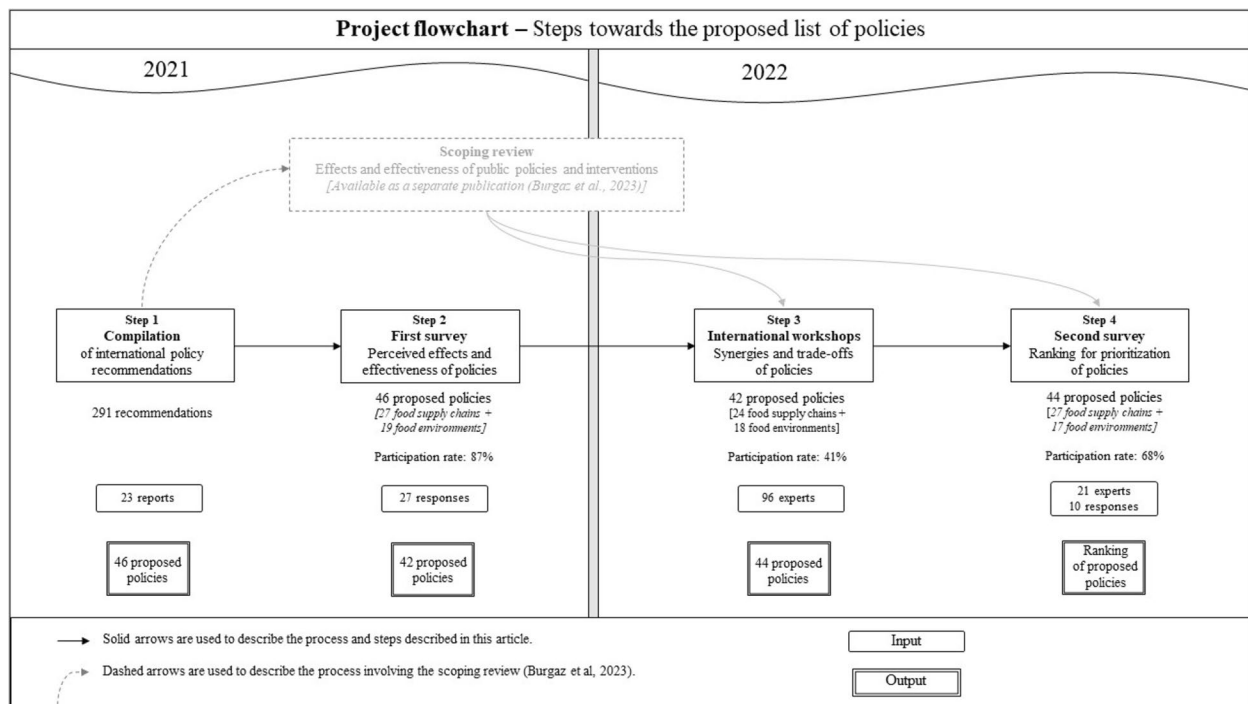 Project flowchart – Steps towards the proposed list of policies
2021
2022
Scoping review
Effects and effectiveness of public policies and interventions
[Available as a separate publication (Burgaz et al., 2023)]
Step 1
Compilation
of international policy
recommendations
291 recommendations
23 reports
46 proposed
policies
Step 2
First survey
Perceived effects and
effectiveness of policies
46 proposed policies
[27 food supply chains +
19 food environments]
Participation rate: 87%
27 responses
42 proposed
policies
Step 3
International workshops
Synergies and trade-offs
of policies
42 proposed policies
[24 food supply chains +
18 food environments]
Participation rate: 41%
96 experts
44 proposed
policies
Step 4
Second survey
Ranking for prioritization
of policies
44 proposed policies
[27 food supply chains +
17 food environments]
Participation rate: 68%
21 experts
10 responses
Ranking
of proposed
policies
Solid arrows are used to describe the process and steps described in this article.
Dashed arrows are used to describe the process involving the scoping review (Burgaz et al, 2023).
Input
Output